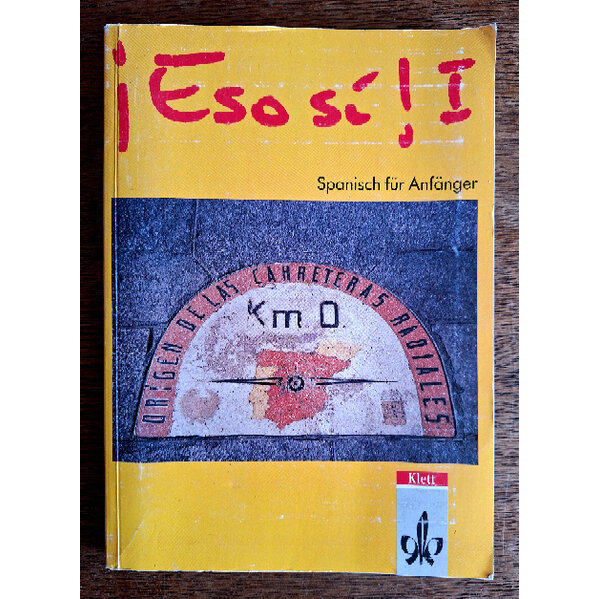 ¡Eso sí! I
Spanisch für Anfänger
ORIGEN DE LAS CARRETERAS RADIALES
Km 0.
Klett